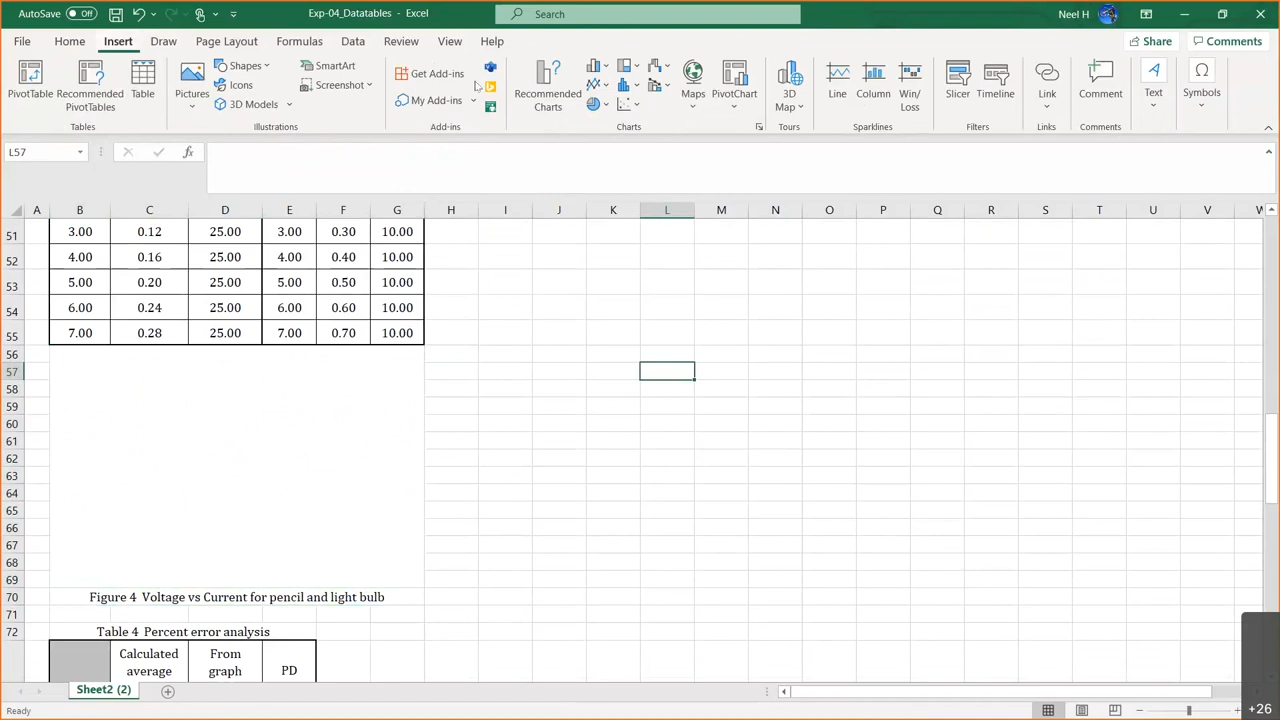 AutoSave Off Exp-04_Datatables - Excel Search Neel H
File Home Insert Draw Page Layout Formulas Data Review View Help Share Comments
PivotTable Recommended PivotTables Table Pictures Shapes Icons 3D Models SmartArt Screenshot Get Add-ins My Add-ins Recommended Charts Maps PivotChart 3D Map Line Column Win/Loss Slicer Timeline Link Comment Text Symbols
Tables Illustrations Add-ins Charts Tours Sparklines Filters Links Comments
L57 fx
A B C D E F G H I J K L M N O P Q R S T U V W
51 3.00 0.12 25.00 3.00 0.30 10.00
52 4.00 0.16 25.00 4.00 0.40 10.00
53 5.00 0.20 25.00 5.00 0.50 10.00
54 6.00 0.24 25.00 6.00 0.60 10.00
55 7.00 0.28 25.00 7.00 0.70 10.00
56
57
58
59
60
61
62
63
64
65
66
67
68
69
70 Figure 4 Voltage vs Current for pencil and light bulb
71
72 Table 4 Percent error analysis
Calculated average From graph PD
Sheet2 (2)
Ready +26